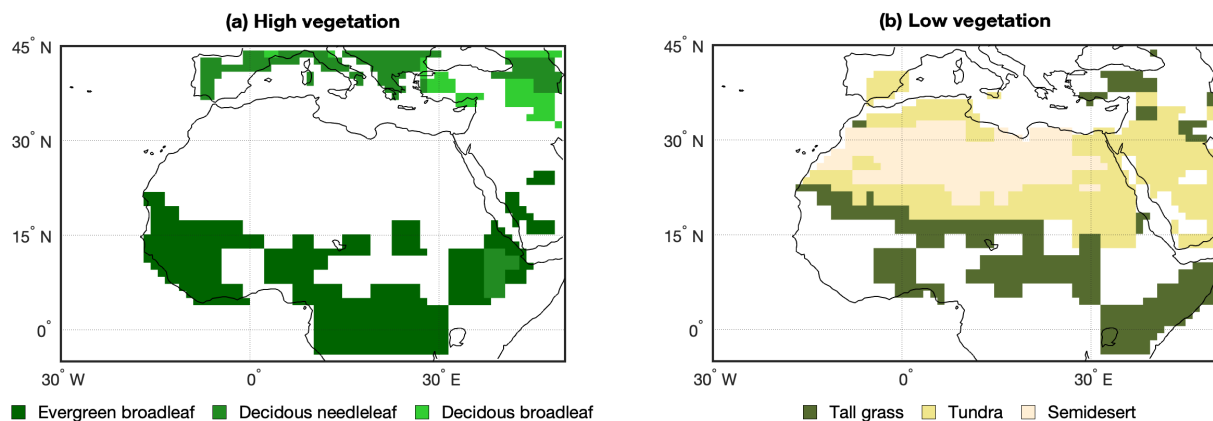 (a) High vegetation
45° N
30° N
15° N
0°
30° W
0°
30° E
Evergreen broadleaf
Decidous needleleaf
Decidous broadleaf
(b) Low vegetation
45° N
30° N
15° N
0°
30° W
0°
30° E
Tall grass
Tundra
Semidesert